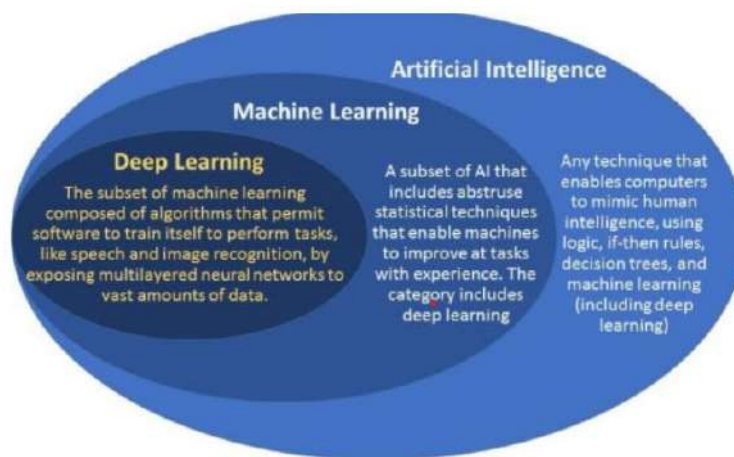 Artificial Intelligence
Machine Learning
Deep Learning
The subset of machine learning
composed of algorithms that permit
software to train itself to perform tasks,
like speech and image recognition, by
exposing multilayered neural networks to
vast amounts of data.
A subset of AI that
includes abstruse
statistical techniques
that enable machines
to improve at tasks
with experience. The
category includes
deep learning
Any technique that
enables computers
to mimic human
intelligence, using
logic, if-then rules,
decision trees, and
machine learning
(including deep
learning)